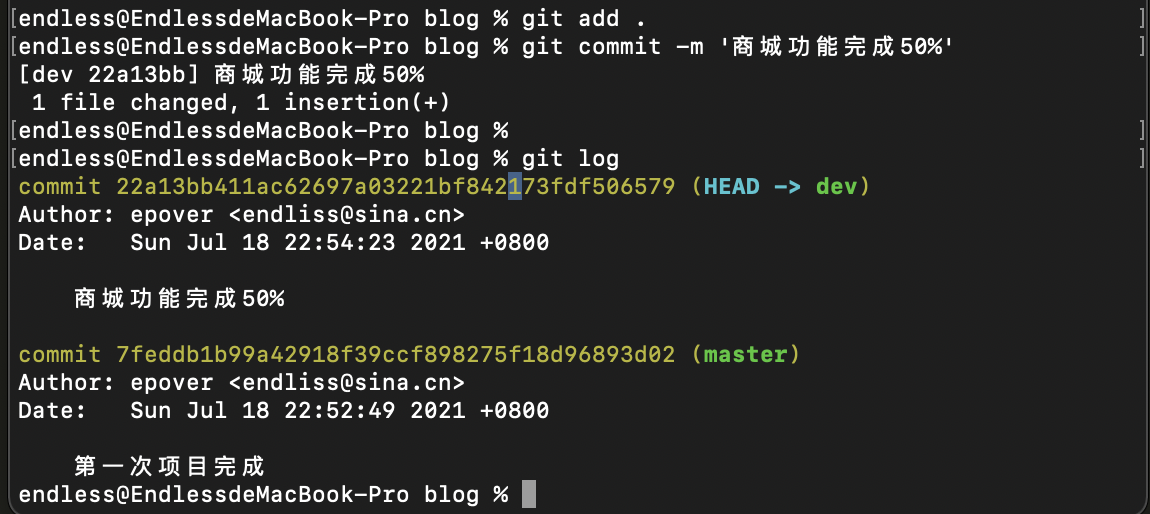 [endless@EndlessdeMacBook-Pro blog % git add . ]
[endless@EndlessdeMacBook-Pro blog % git commit -m '商城功能完成50%' ]
[dev 22a13bb] 商城功能完成50%
 1 file changed, 1 insertion(+)
[endless@EndlessdeMacBook-Pro blog % ]
[endless@EndlessdeMacBook-Pro blog % git log ]
commit 22a13bb411ac62697a03221bf842173fdf506579 (HEAD -> dev)
Author: epover <endliss@sina.cn>
Date:   Sun Jul 18 22:54:23 2021 +0800
    商城功能完成50%
commit 7feddb1b99a42918f39ccf898275f18d96893d02 (master)
Author: epover <endliss@sina.cn>
Date:   Sun Jul 18 22:52:49 2021 +0800
    第一次项目完成
endless@EndlessdeMacBook-Pro blog %